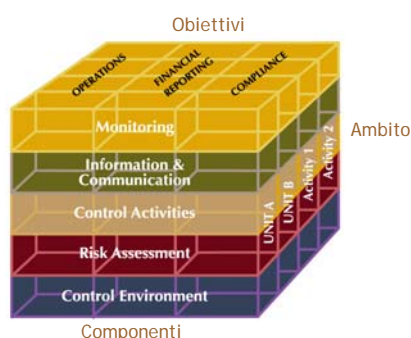 Obiettivi
OPERATIONS
FINANCIAL
REPORTING
COMPLIANCE
Ambito
Monitoring
Information &
Communication
Control Activities
Risk Assessment
Control Environment
UNIT A
UNIT B
Activity 1
Activity 2
Componenti